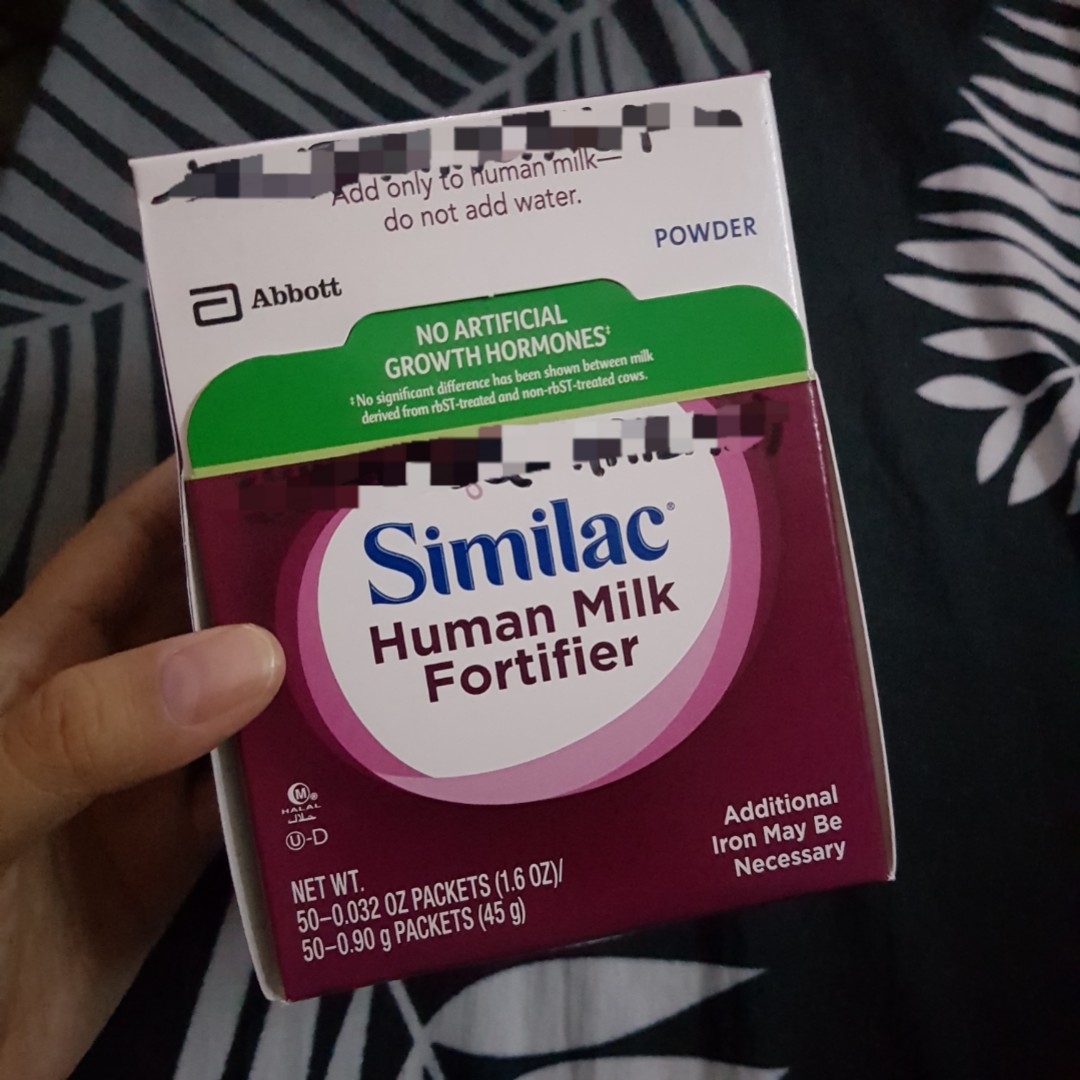 Add only to human milk—
do not add water.
POWDER
Abbott
NO ARTIFICIAL
GROWTH HORMONES‡
‡No significant difference has been shown between milk
derived from rbST-treated and non-rbST-treated cows.
Similac®
Human Milk
Fortifier
M®
HALAL
حلال
U-D
Additional
Iron May Be
Necessary
NET WT.
50–0.032 OZ PACKETS (1.6 OZ)/
50–0.90 g PACKETS (45 g)